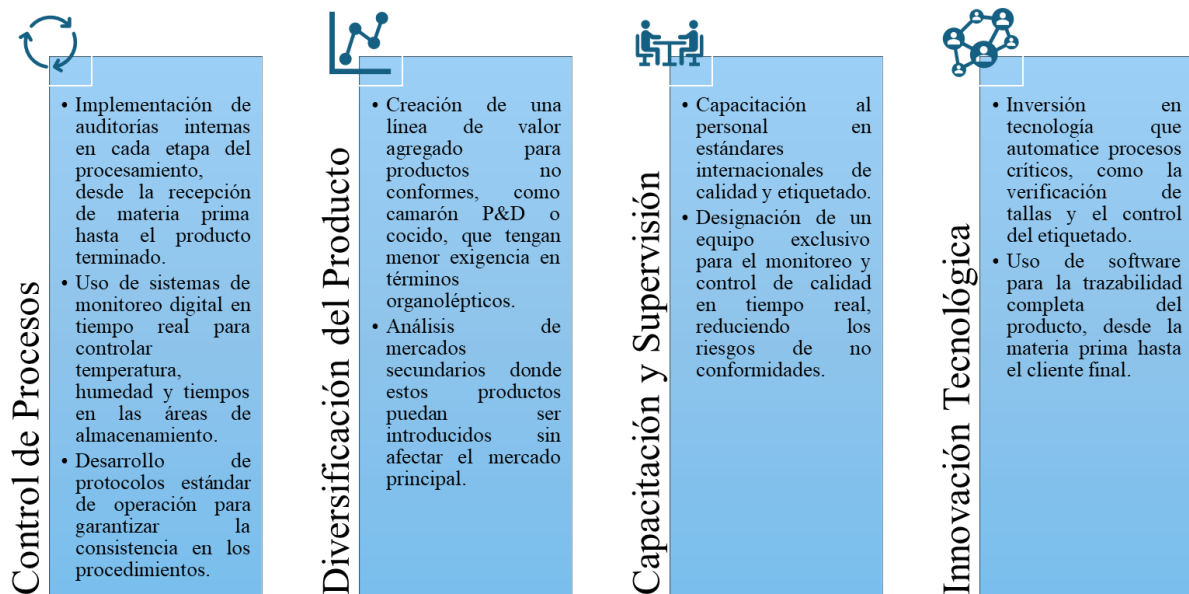 Control de Procesos
• Implementación de
auditorías internas
en cada etapa del
procesamiento,
desde la recepción
de materia prima
hasta el producto
terminado.
• Uso de sistemas de
monitoreo digital en
tiempo real para
controlar
temperatura,
humedad y tiempos
en las áreas de
almacenamiento.
• Desarrollo de
protocolos estándar
de operación para
garantizar la
consistencia en los
procedimientos.
Diversificación del Producto
• Creación de una
línea de valor
agregado para
productos no
conformes, como
camarón P&D o
cocido, que tengan
menor exigencia en
términos
organolépticos.
• Análisis de
mercados
secundarios donde
estos productos
puedan ser
introducidos sin
afectar el mercado
principal.
Capacitación y Supervisión
• Capacitación al
personal en
estándares
internacionales de
calidad y etiquetado.
• Designación de un
equipo exclusivo
para el monitoreo y
control de calidad
en tiempo real,
reduciendo los
riesgos de no
conformidades.
Innovación Tecnológica
• Inversión en
tecnología que
automatice procesos
críticos, como la
verificación de
tallas y el control
del etiquetado.
• Uso de software
para la trazabilidad
completa del
producto, desde la
materia prima hasta
el cliente final.